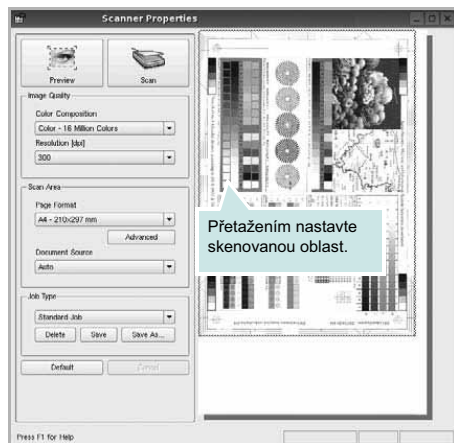 Scanner Properties
Preview
Scan
Image Quality
Color Composition
Color - 16 Million Colors
Resolution [dpi]
300
Scan Area
Page Format
A4 - 210x297 mm
Advanced
Document Source
Auto
Job Type
Standard Job
Delete
Save
Save As...
Default
Cancel
Přetažením nastavte
skenovanou oblast.
Press F1 for Help